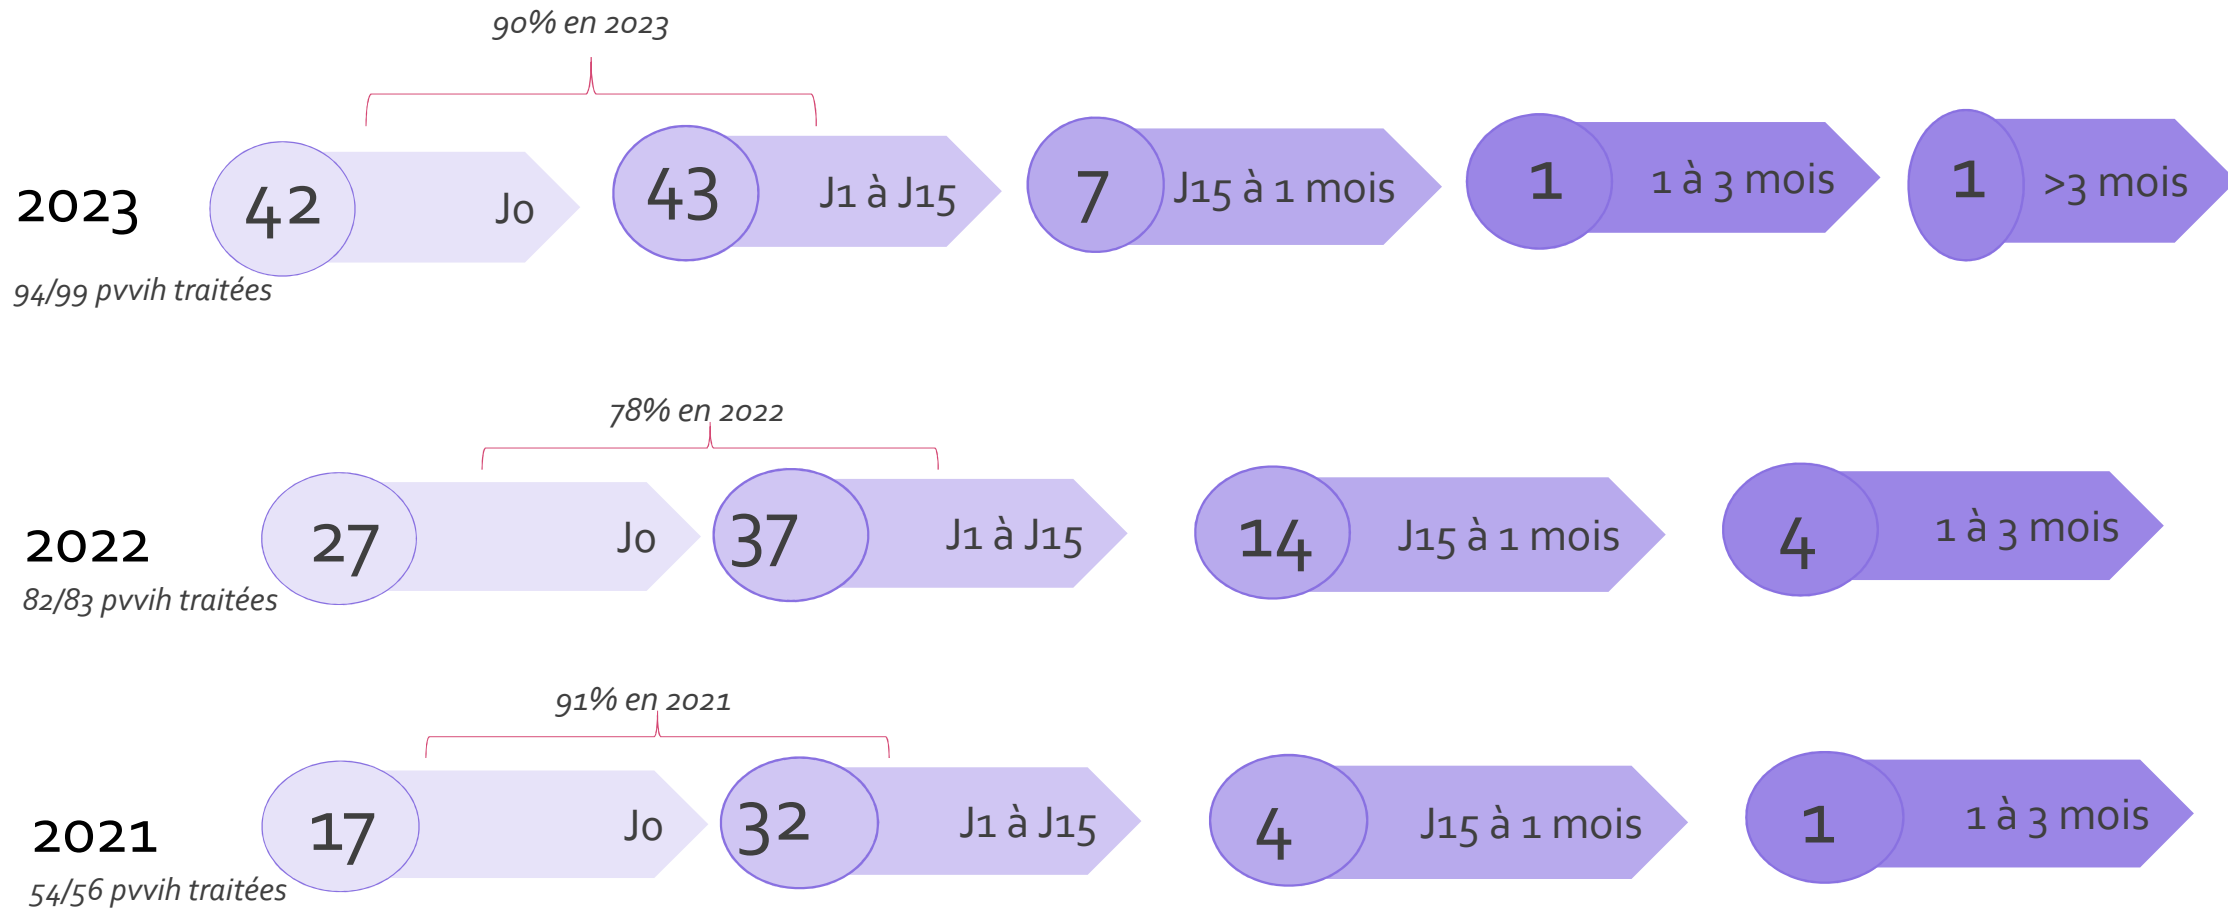 90% en 2023
2023
42
J0
43
J1 à J15
7
J15 à 1 mois
1
1 à 3 mois
1
>3 mois
94/99 pvvih traitées
78% en 2022
2022
27
J0
37
J1 à J15
14
J15 à 1 mois
4
1 à 3 mois
82/83 pvvih traitées
91% en 2021
2021
17
J0
32
J1 à J15
4
J15 à 1 mois
1
1 à 3 mois
54/56 pvvih traitées